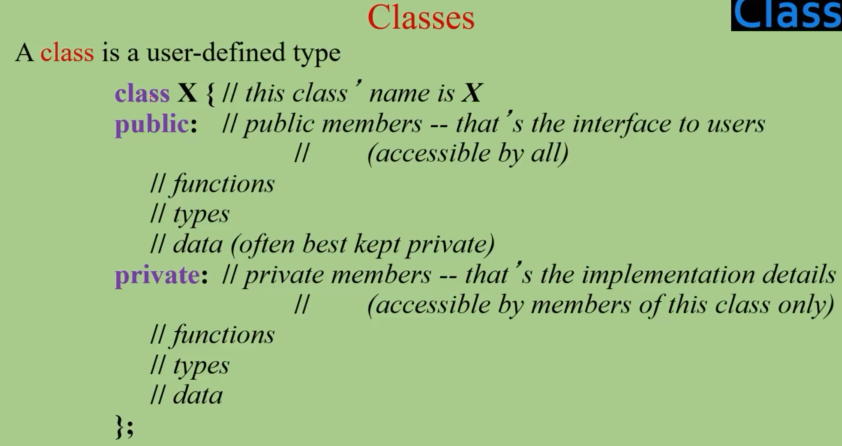 Classes
Class
A class is a user-defined type
class X { // this class’ name is X
public: // public members -- that’s the interface to users
// (accessible by all)
// functions
// types
// data (often best kept private)
private: // private members -- that’s the implementation details
// (accessible by members of this class only)
// functions
// types
// data
};